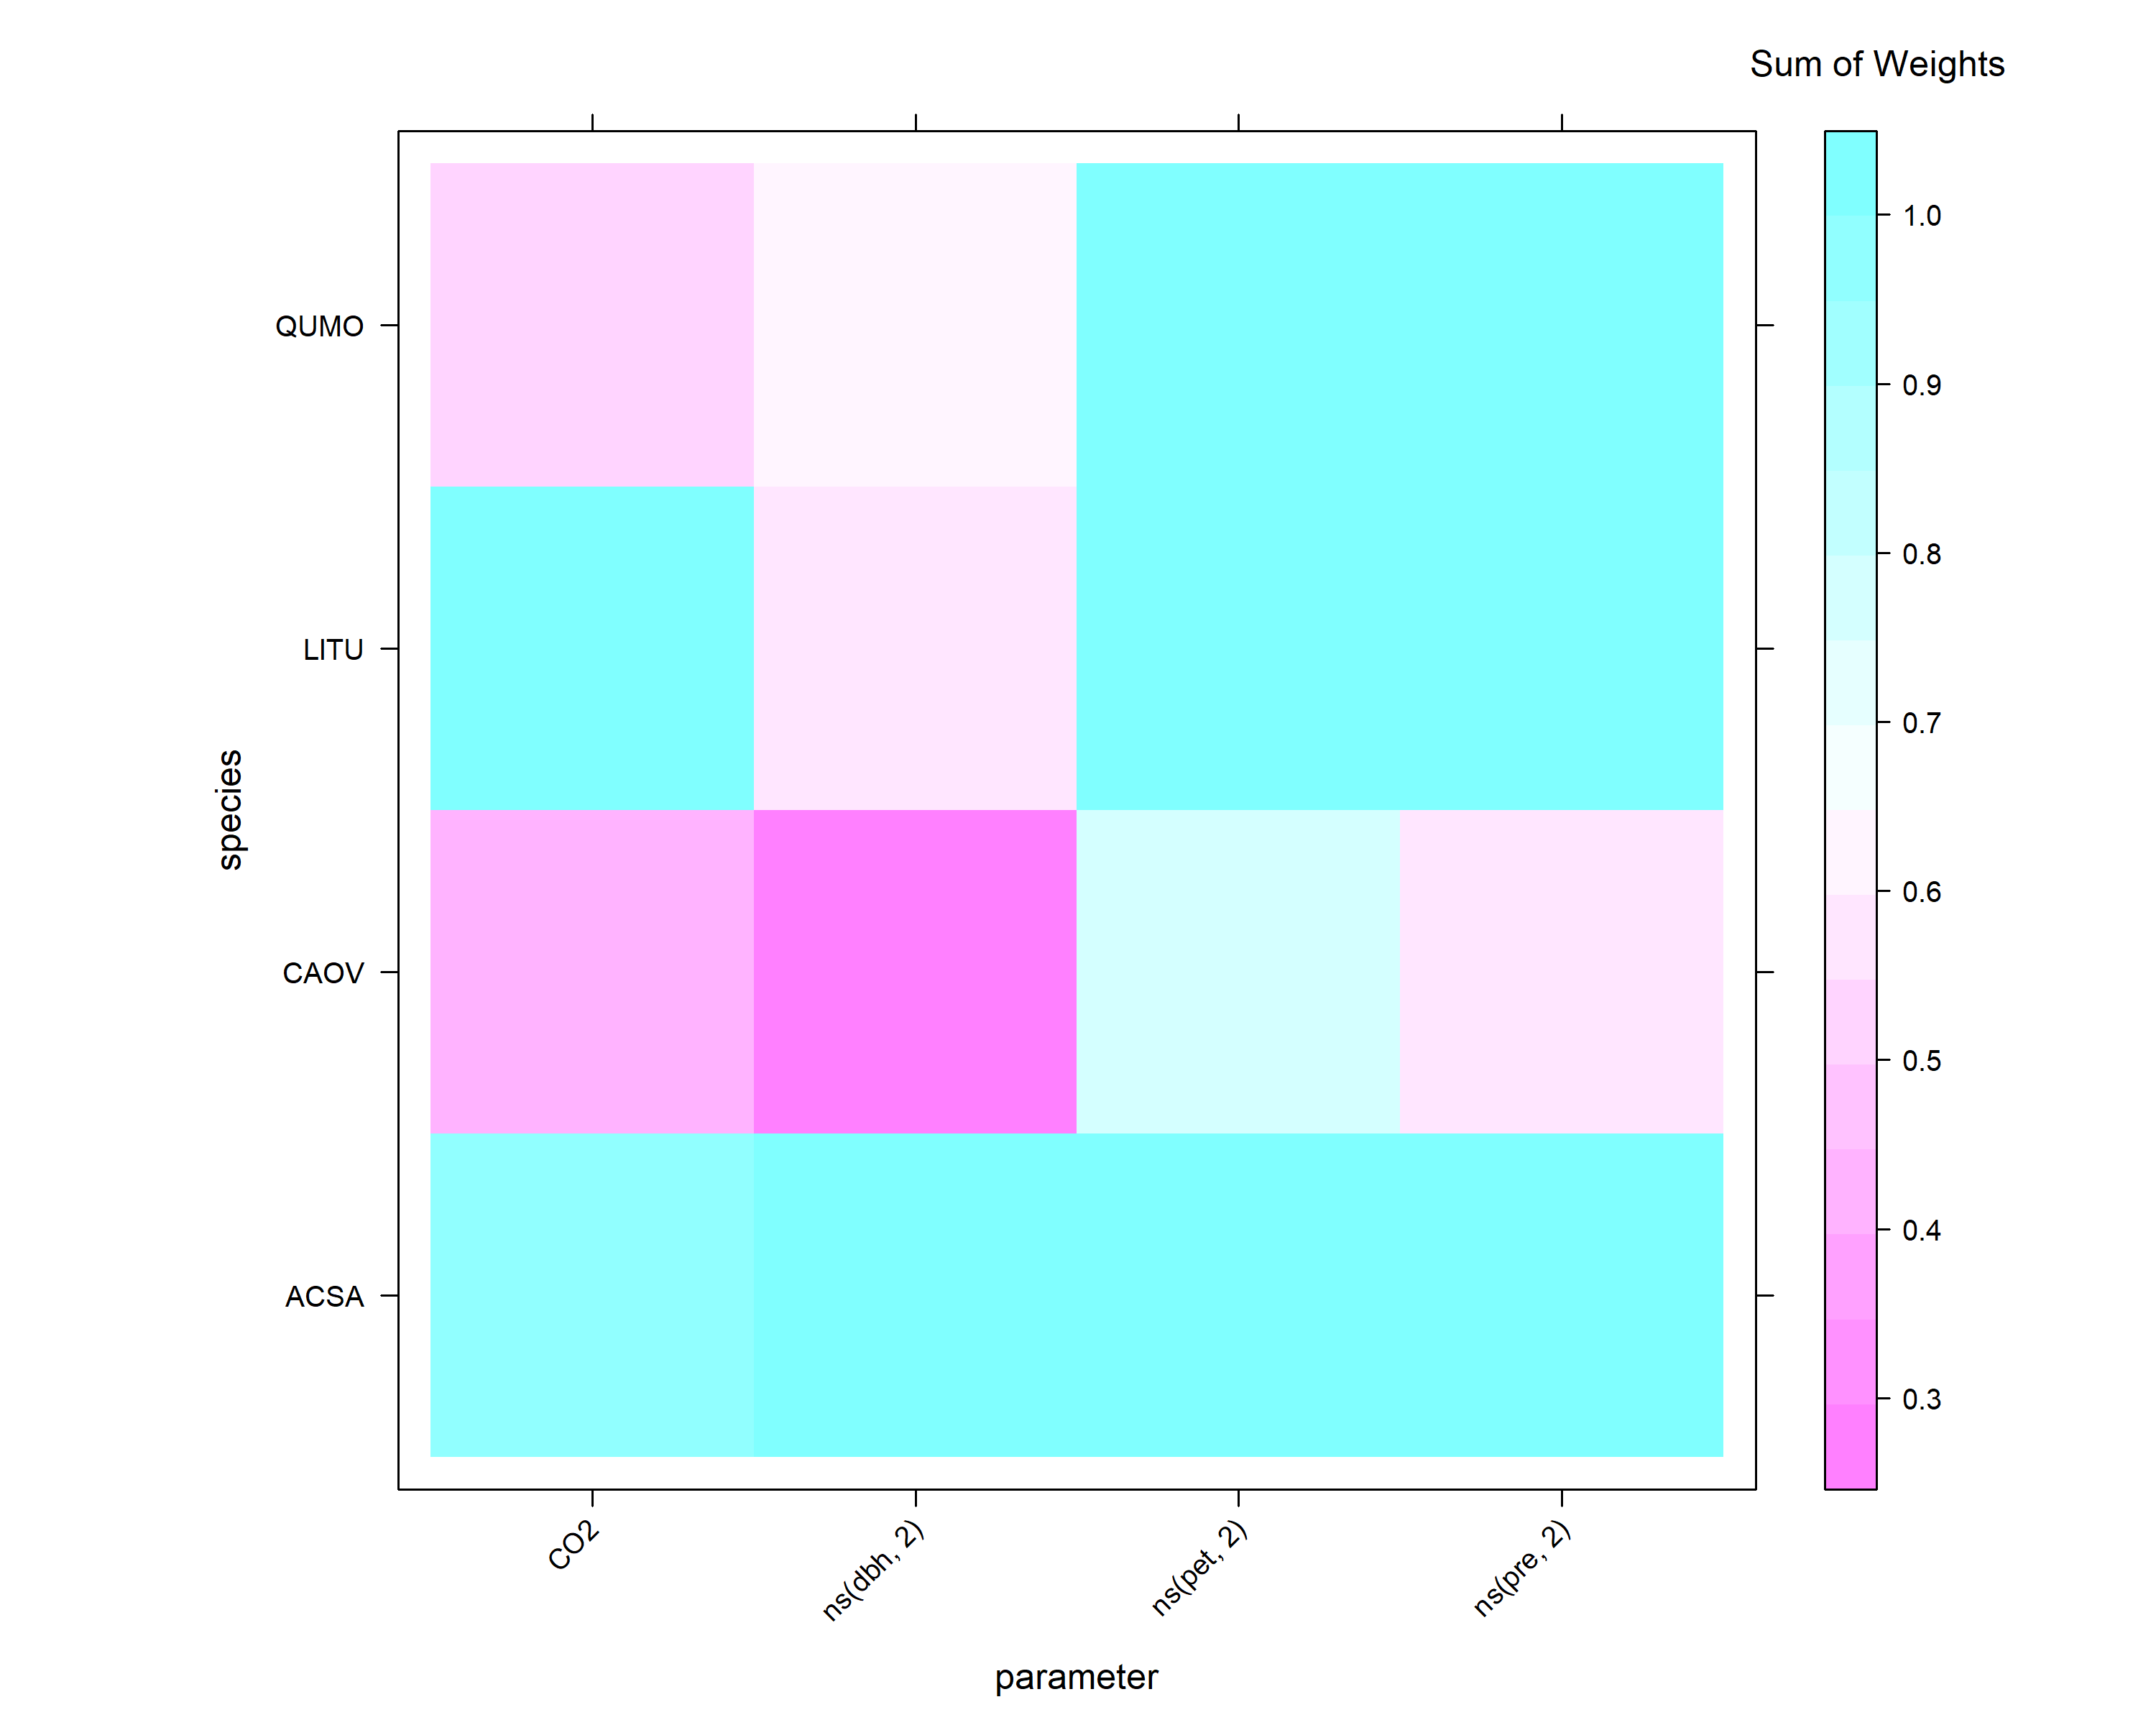 Sum of Weights
QUMO
LITU
CAOV
ACSA
species
CO2
ns(dbh, 2)
ns(pet, 2)
ns(pre, 2)
parameter
1.0
0.9
0.8
0.7
0.6
0.5
0.4
0.3